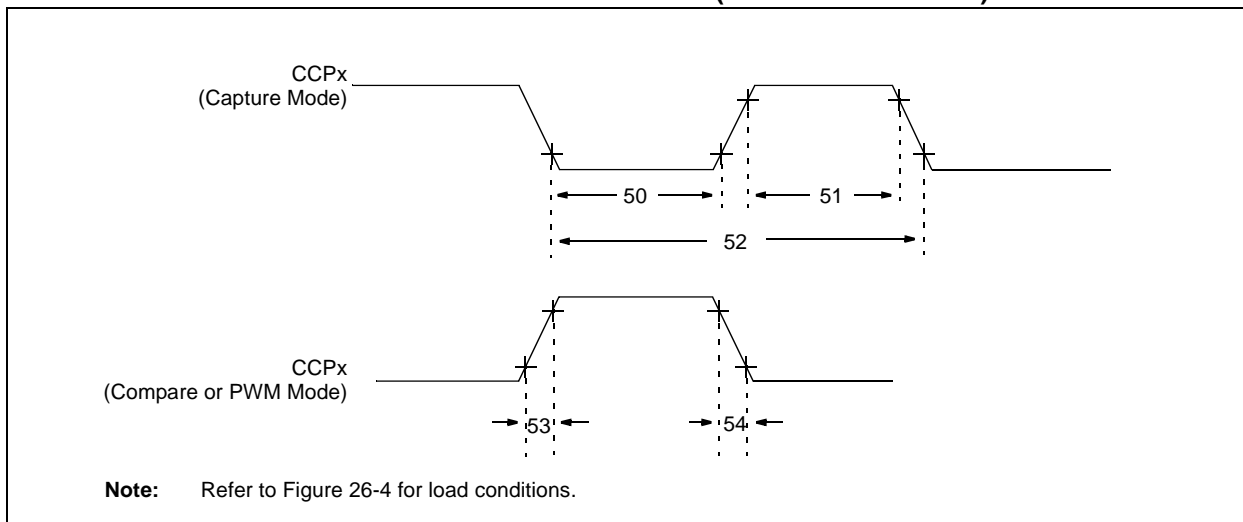 CCPx
(Capture Mode)
50
51
52
CCPx
(Compare or PWM Mode)
53
54
Note: Refer to Figure 26-4 for load conditions.